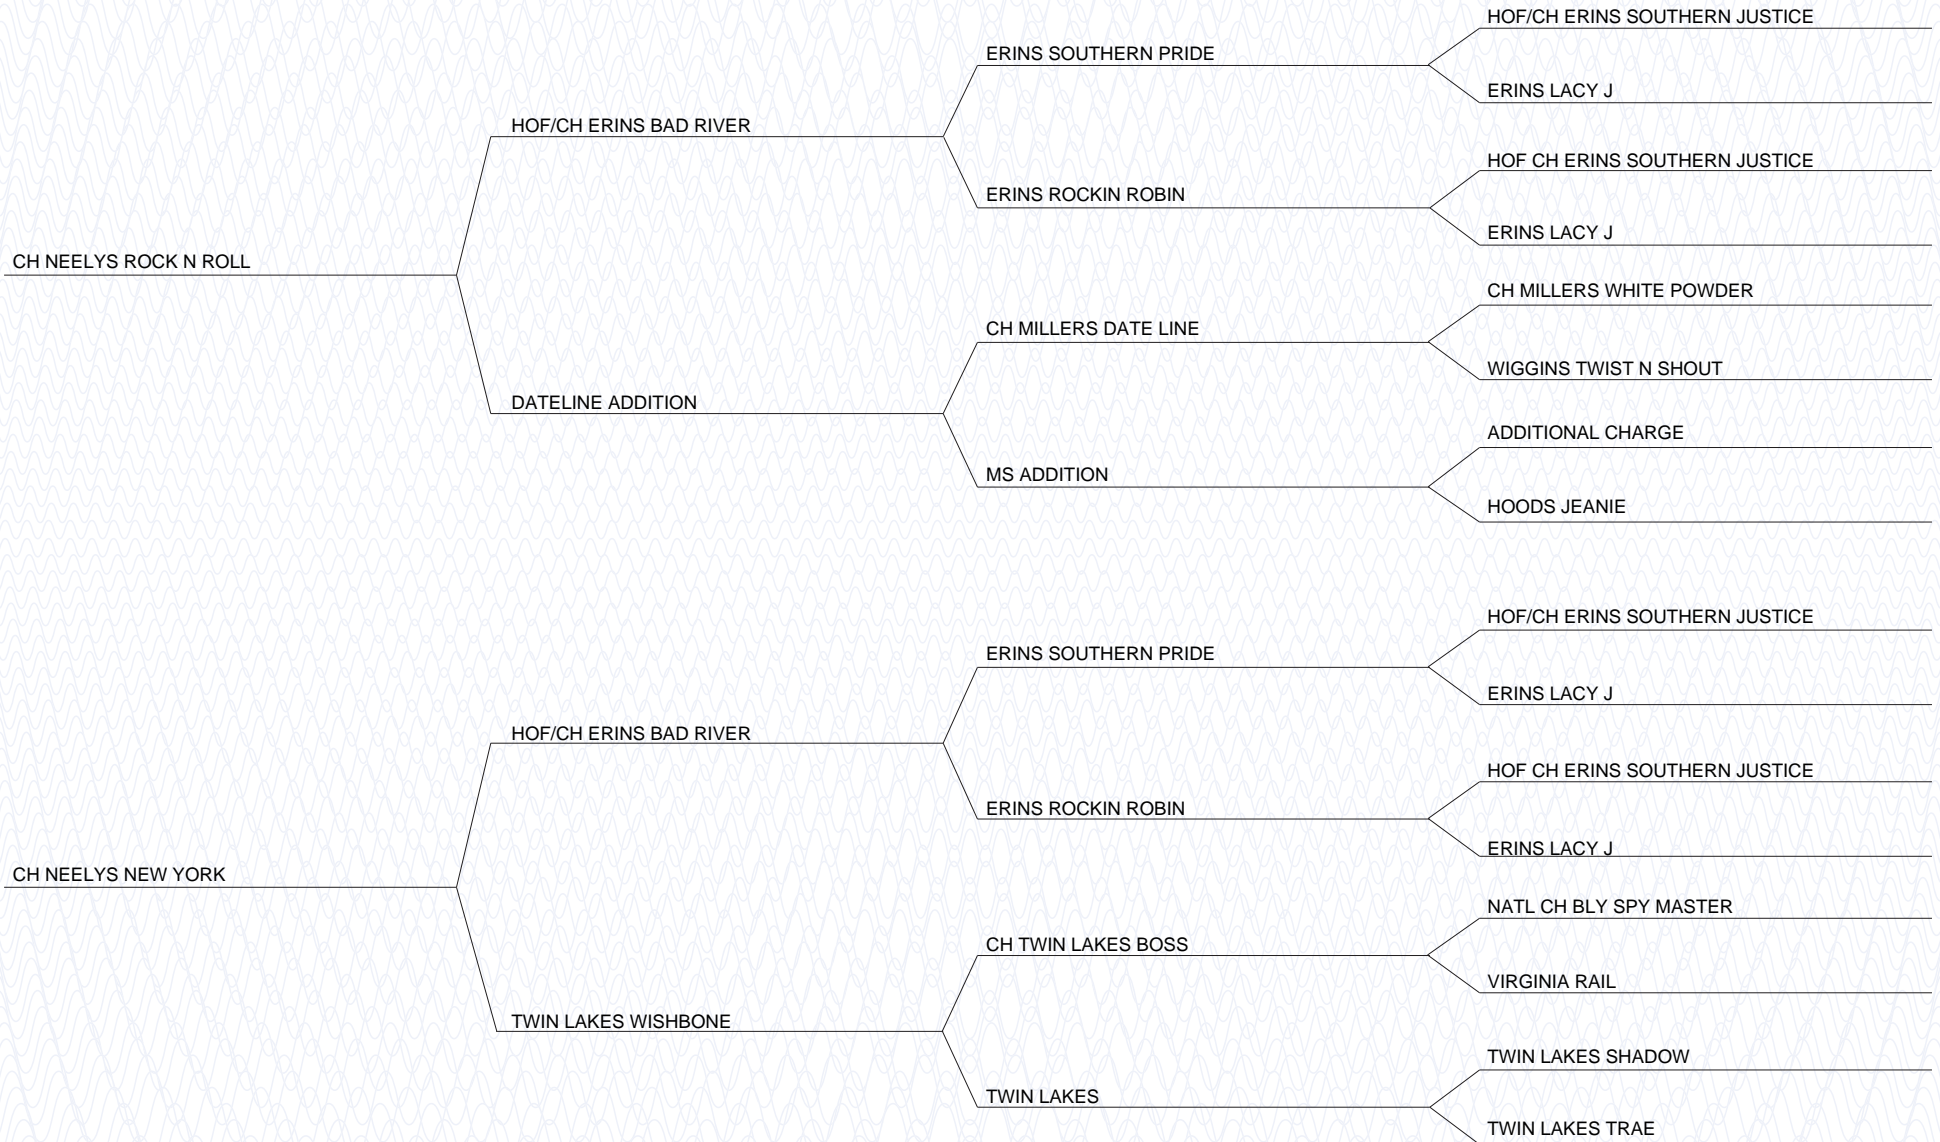 HOF/CH ERINS SOUTHERN JUSTICE
ERINS SOUTHERN PRIDE
ERINS LACY J
HOF/CH ERINS BAD RIVER
HOF CH ERINS SOUTHERN JUSTICE
ERINS ROCKIN ROBIN
ERINS LACY J
CH NEELYS ROCK N ROLL
CH MILLERS WHITE POWDER
CH MILLERS DATE LINE
WIGGINS TWIST N SHOUT
DATELINE ADDITION
ADDITIONAL CHARGE
MS ADDITION
HOODS JEANIE
HOF/CH ERINS SOUTHERN JUSTICE
ERINS SOUTHERN PRIDE
ERINS LACY J
HOF/CH ERINS BAD RIVER
HOF CH ERINS SOUTHERN JUSTICE
ERINS ROCKIN ROBIN
ERINS LACY J
CH NEELYS NEW YORK
NATL CH BLY SPY MASTER
CH TWIN LAKES BOSS
VIRGINIA RAIL
TWIN LAKES WISHBONE
TWIN LAKES SHADOW
TWIN LAKES
TWIN LAKES TRAE